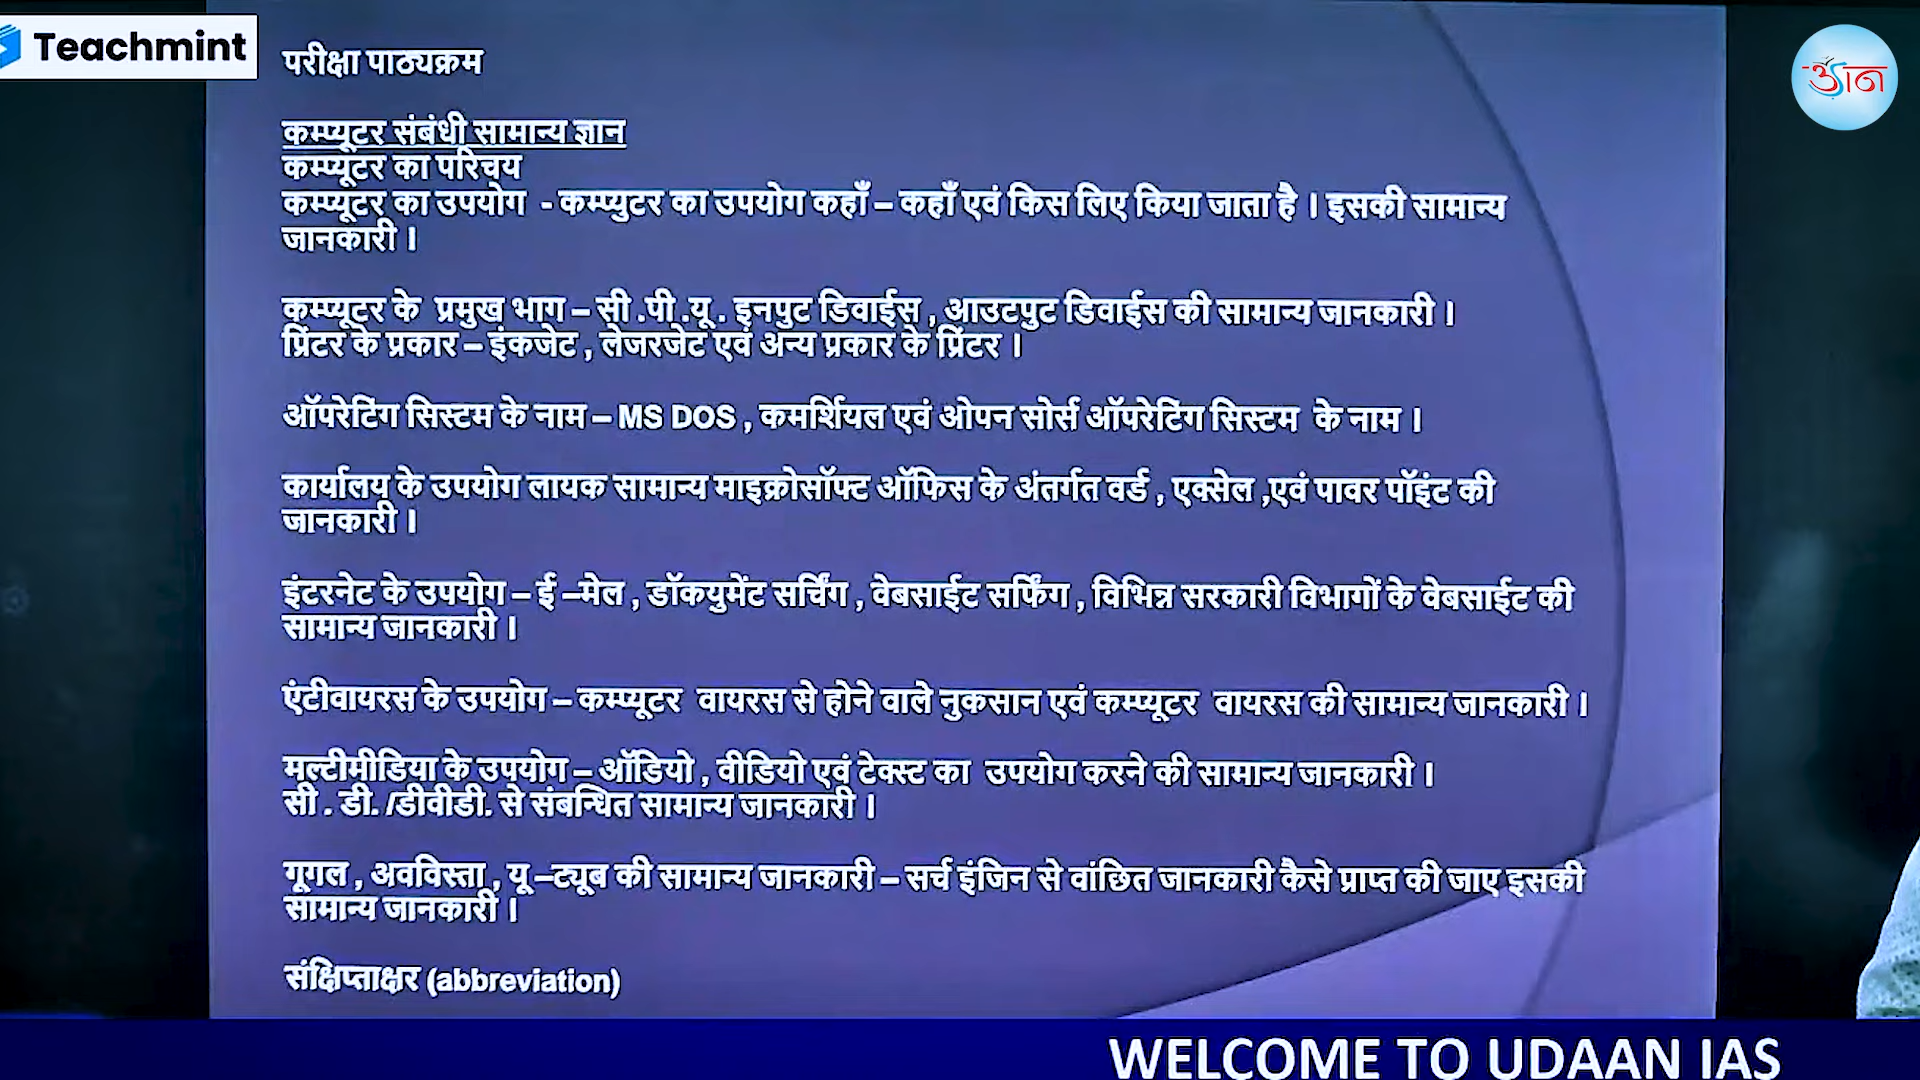 Teachmint
उड़ान
परीक्षा पाठ्यक्रम
कम्प्यूटर संबंधी सामान्य ज्ञान
कम्प्यूटर का परिचय
कम्प्यूटर का उपयोग - कम्प्युटर का उपयोग कहाँ – कहाँ एवं किस लिए किया जाता है । इसकी सामान्य
जानकारी ।
कम्प्यूटर के प्रमुख भाग – सी .पी .यू . इनपुट डिवाईस , आउटपुट डिवाईस की सामान्य जानकारी ।
प्रिंटर के प्रकार – इंकजेट , लेजरजेट एवं अन्य प्रकार के प्रिंटर ।
ऑपरेटिंग सिस्टम के नाम – MS DOS , कमर्शियल एवं ओपन सोर्स ऑपरेटिंग सिस्टम के नाम ।
कार्यालय के उपयोग लायक सामान्य माइक्रोसॉफ्ट ऑफिस के अंतर्गत वर्ड , एक्सेल ,एवं पावर पॉइंट की
जानकारी ।
इंटरनेट के उपयोग – ई –मेल , डॉकयुमेंट सर्चिंग , वेबसाईट सर्फिंग , विभिन्न सरकारी विभागों के वेबसाईट की
सामान्य जानकारी ।
एंटीवायरस के उपयोग – कम्प्यूटर वायरस से होने वाले नुकसान एवं कम्प्यूटर वायरस की सामान्य जानकारी ।
मल्टीमीडिया के उपयोग – ऑडियो , वीडियो एवं टेक्स्ट का उपयोग करने की सामान्य जानकारी ।
सी . डी. /डीवीडी. से संबन्धित सामान्य जानकारी ।
गूगल , अवविस्ता , यू –ट्यूब की सामान्य जानकारी – सर्च इंजिन से वांछित जानकारी कैसे प्राप्त की जाए इसकी
सामान्य जानकारी ।
संक्षिप्ताक्षर (abbreviation)
WELCOME TO UDAAN IAS